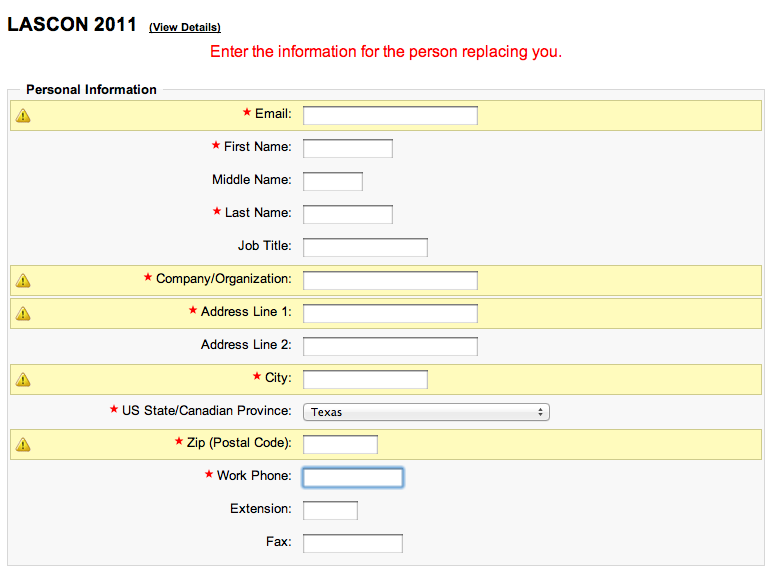 LASCON 2011 (View Details)
Enter the information for the person replacing you.
Personal Information
* Email:
* First Name:
Middle Name:
* Last Name:
Job Title:
* Company/Organization:
* Address Line 1:
Address Line 2:
* City:
* US State/Canadian Province: Texas
* Zip (Postal Code):
* Work Phone:
Extension:
Fax: